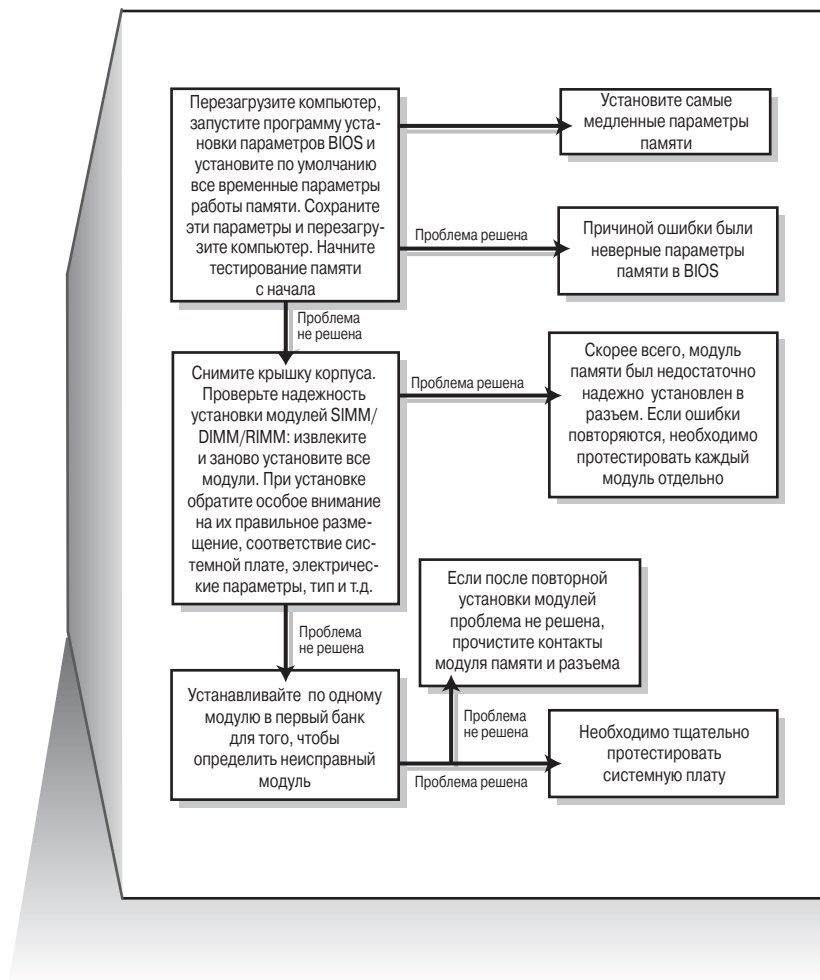 Перезагрузите компьютер,
запустите программу уста-
новки параметров BIOS и
установите по умолчанию
все временные параметры
работы памяти. Сохраните
эти параметры и перезагру-
зите компьютер. Начните
тестирование памяти
с начала
Установите самые
медленные параметры
памяти
Проблема решена
Причиной ошибки были
неверные параметры
памяти в BIOS
Проблема
не решена
Снимите крышку корпуса.
Проверьте надежность
установки модулей SIMM/
DIMM/RIMM: извлеките
и заново установите все
модули. При установке
обратите особое внимание
на их правильное разме-
щение, соответствие сис-
темной плате, электричес-
кие параметры, тип и т.д.
Проблема решена
Скорее всего, модуль
памяти был недостаточно
надежно установлен в
разъем. Если ошибки
повторяются, необходимо
протестировать каждый
модуль отдельно
Проблема
не решена
Если после повторной
установки модулей
проблема не решена,
прочистите контакты
модуля памяти и разъема
Устанавливайте по одному
модулю в первый банк
для того, чтобы
определить неисправный
модуль
Проблема
не решена
Проблема решена
Необходимо тщательно
протестировать
системную плату